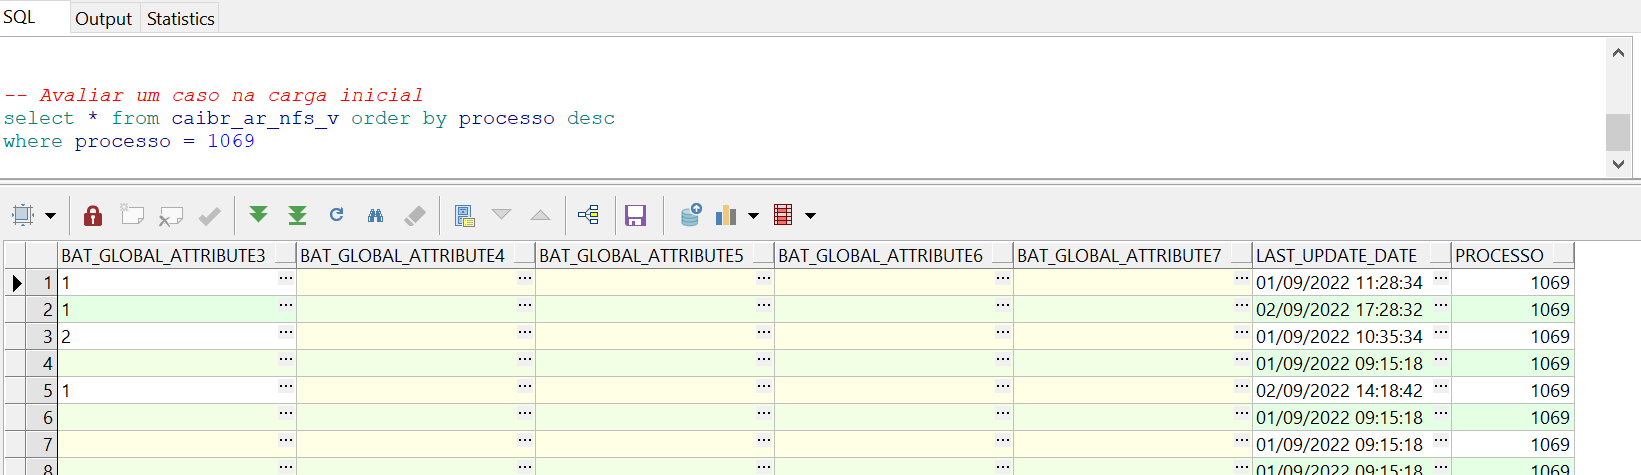 SQL Output Statistics
-- Avaliar um caso na carga inicial
select * from caibr_ar_nfs_v order by processo desc
where processo = 1069
BAT_GLOBAL_ATTRIBUTE3 BAT_GLOBAL_ATTRIBUTE4 BAT_GLOBAL_ATTRIBUTE5 BAT_GLOBAL_ATTRIBUTE6 BAT_GLOBAL_ATTRIBUTE7 LAST_UPDATE_DATE PROCESSO
1 1 ... ... ... ... ... 01/09/2022 11:28:34 ... 1069
2 1 ... ... ... ... ... 02/09/2022 17:28:32 ... 1069
3 2 ... ... ... ... ... 01/09/2022 10:35:34 ... 1069
4 ... ... ... ... ... 01/09/2022 09:15:18 ... 1069
5 1 ... ... ... ... ... 02/09/2022 14:18:42 ... 1069
6 ... ... ... ... ... 01/09/2022 09:15:18 ... 1069
7 ... ... ... ... ... 01/09/2022 09:15:18 ... 1069
8 ... ... ... ... ... 01/09/2022 09:15:18 ... 1069